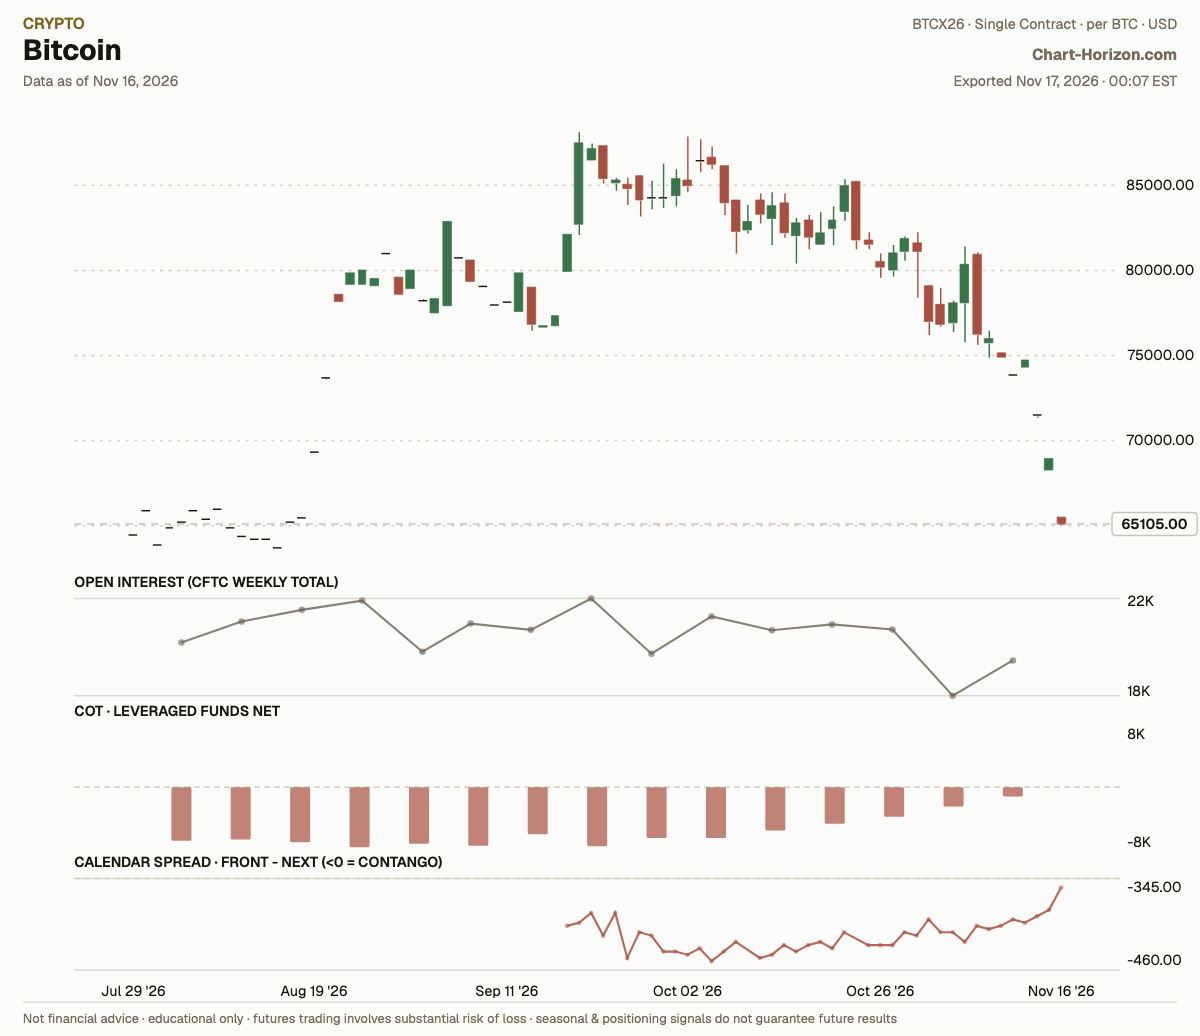 CRYPTO
Bitcoin
Data as of Nov 16, 2026
BTCX26 · Single Contract · per BTC · USD
Chart-Horizon.com
Exported Nov 17, 2026 · 00:07 EST
85000.00
80000.00
75000.00
70000.00
65105.00
OPEN INTEREST (CFTC WEEKLY TOTAL)
22K
18K
COT · LEVERAGED FUNDS NET
8K
-8K
CALENDAR SPREAD · FRONT - NEXT (<0 = CONTANGO)
-345.00
-460.00
Jul 29 '26 Aug 19 '26 Sep 11 '26 Oct 02 '26 Oct 26 '26 Nov 16 '26
Not financial advice · educational only · futures trading involves substantial risk of loss · seasonal & positioning signals do not guarantee future results